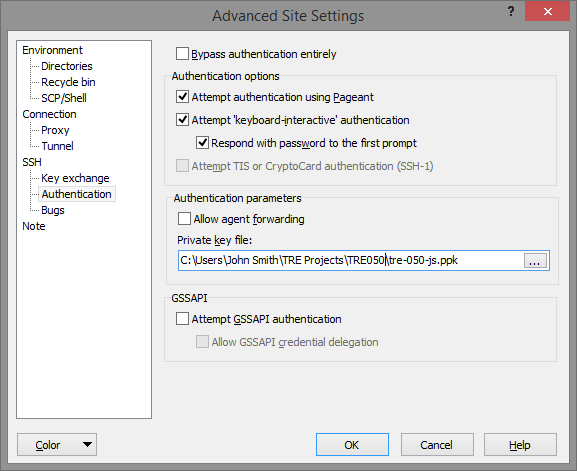 Advanced Site Settings
?
Environment
Directories
Recycle bin
SCP/Shell
Connection
Proxy
Tunnel
SSH
Key exchange
Authentication
Bugs
Note
Bypass authentication entirely
Authentication options
Attempt authentication using Pageant
Attempt 'keyboard-interactive' authentication
Respond with password to the first prompt
Attempt TIS or CryptoCard authentication (SSH-1)
Authentication parameters
Allow agent forwarding
Private key file:
C:\Users\John Smith\TRE Projects\TRE050\tre-050-js.ppk
...
GSSAPI
Attempt GSSAPI authentication
Allow GSSAPI credential delegation
Color
OK
Cancel
Help